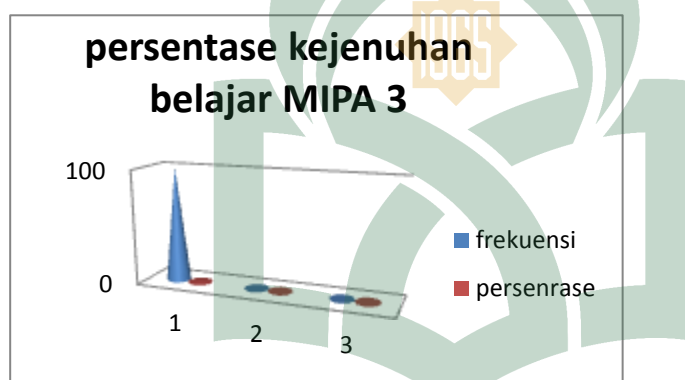 persentase kejenuhan
belajar MIPA 3
100
0
1
2
3
frekuensi
persenrase